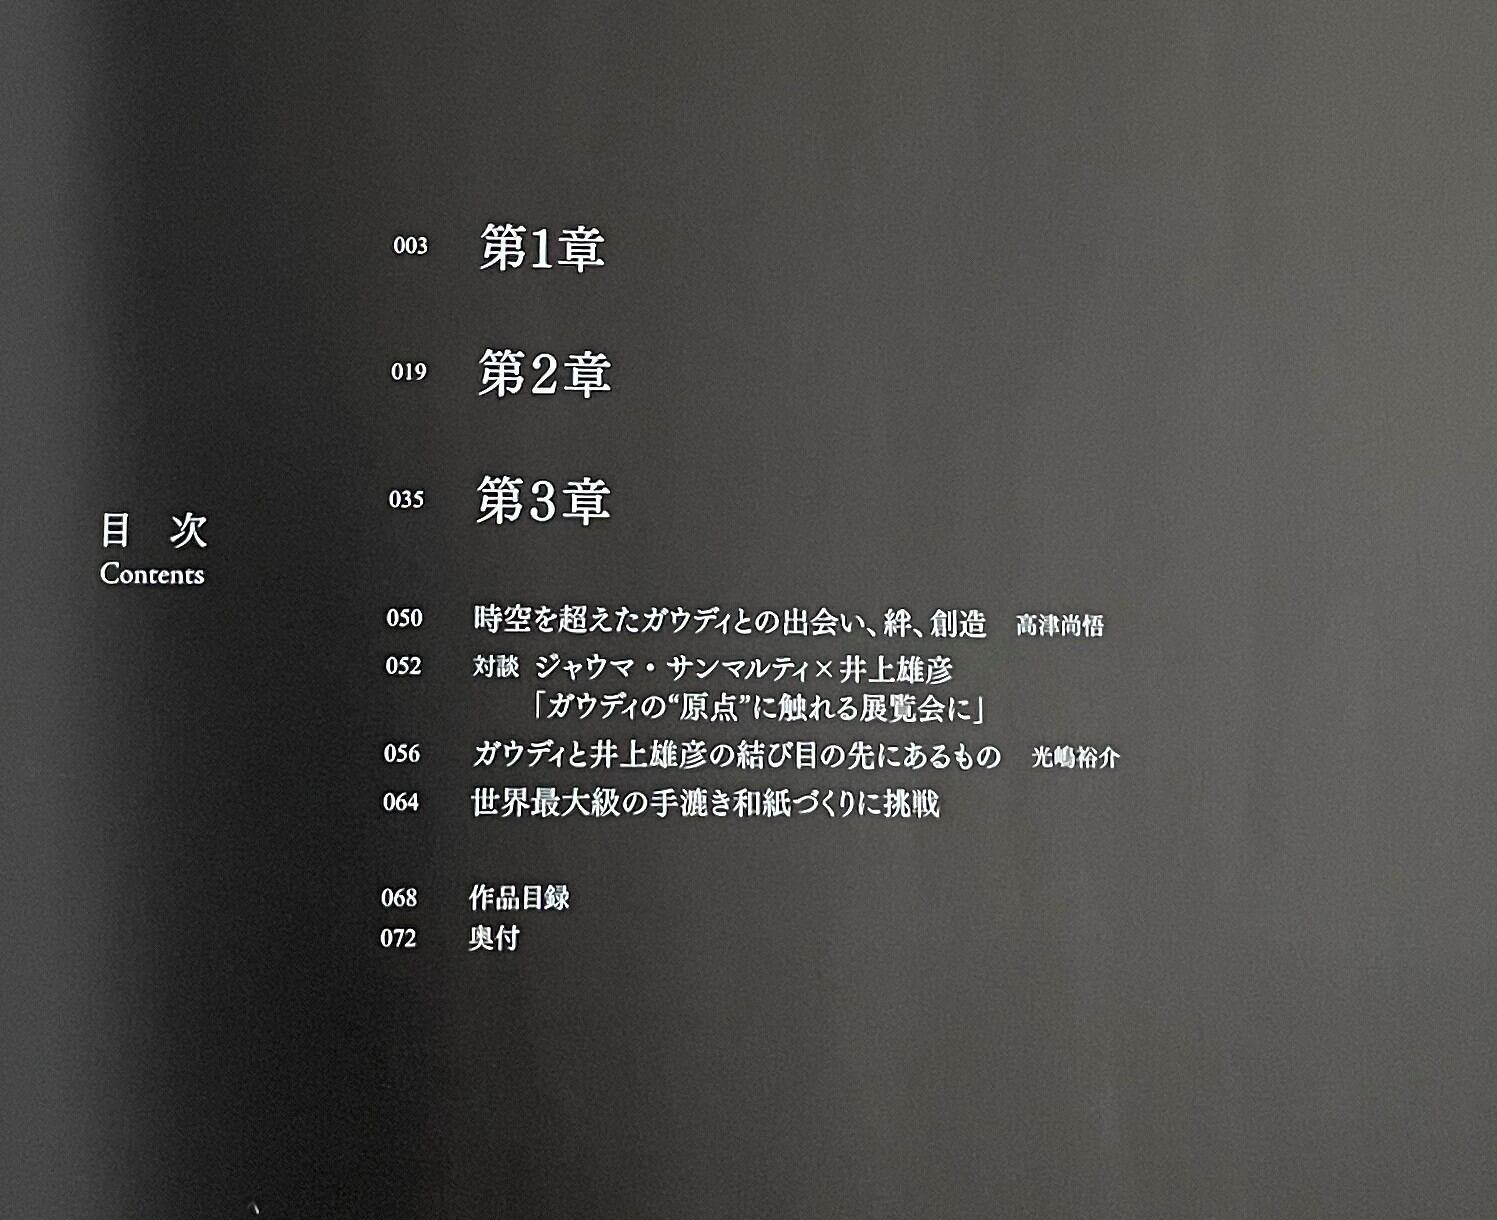 目次
Contents
003 第1章
019 第2章
035 第3章
050 時空を超えたガウディとの出会い、絆、創造 高津尚悟
052 対談 ジャウマ・サンマルティ×井上雄彦
「ガウディの“原点”に触れる展覧会に」
056 ガウディと井上雄彦の結び目の先にあるもの 光嶋裕介
064 世界最大級の手漉き和紙づくりに挑戦
068 作品目録
072 奥付